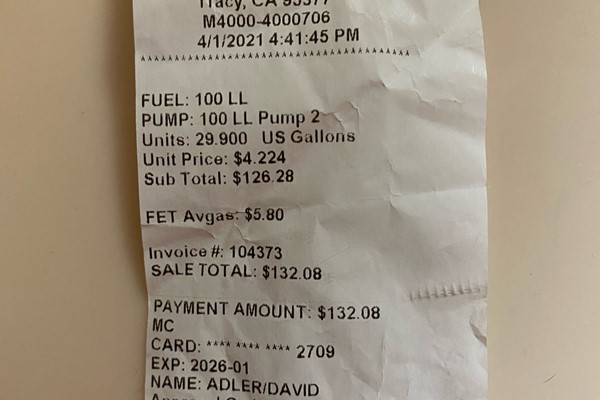 Tracy, CA 95377
M4000-4000706
4/1/2021 4:41:45 PM
****************************************
FUEL: 100 LL
PUMP: 100 LL Pump 2
Units: 29.900 US Gallons
Unit Price: $4.224
Sub Total: $126.28
FET Avgas: $5.80
Invoice #: 104373
SALE TOTAL: $132.08
PAYMENT AMOUNT: $132.08
MC
CARD: **** **** **** 2709
EXP: 2026-01
NAME: ADLER/DAVID